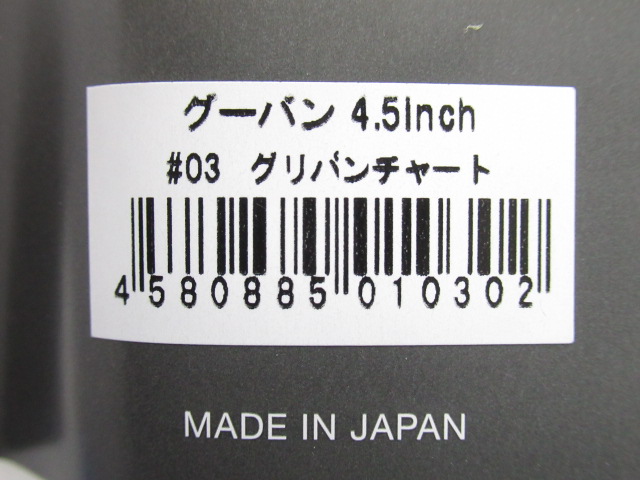 グーバン 4.5Inch
#03 グリパンチャート
4580885010302
MADE IN JAPAN